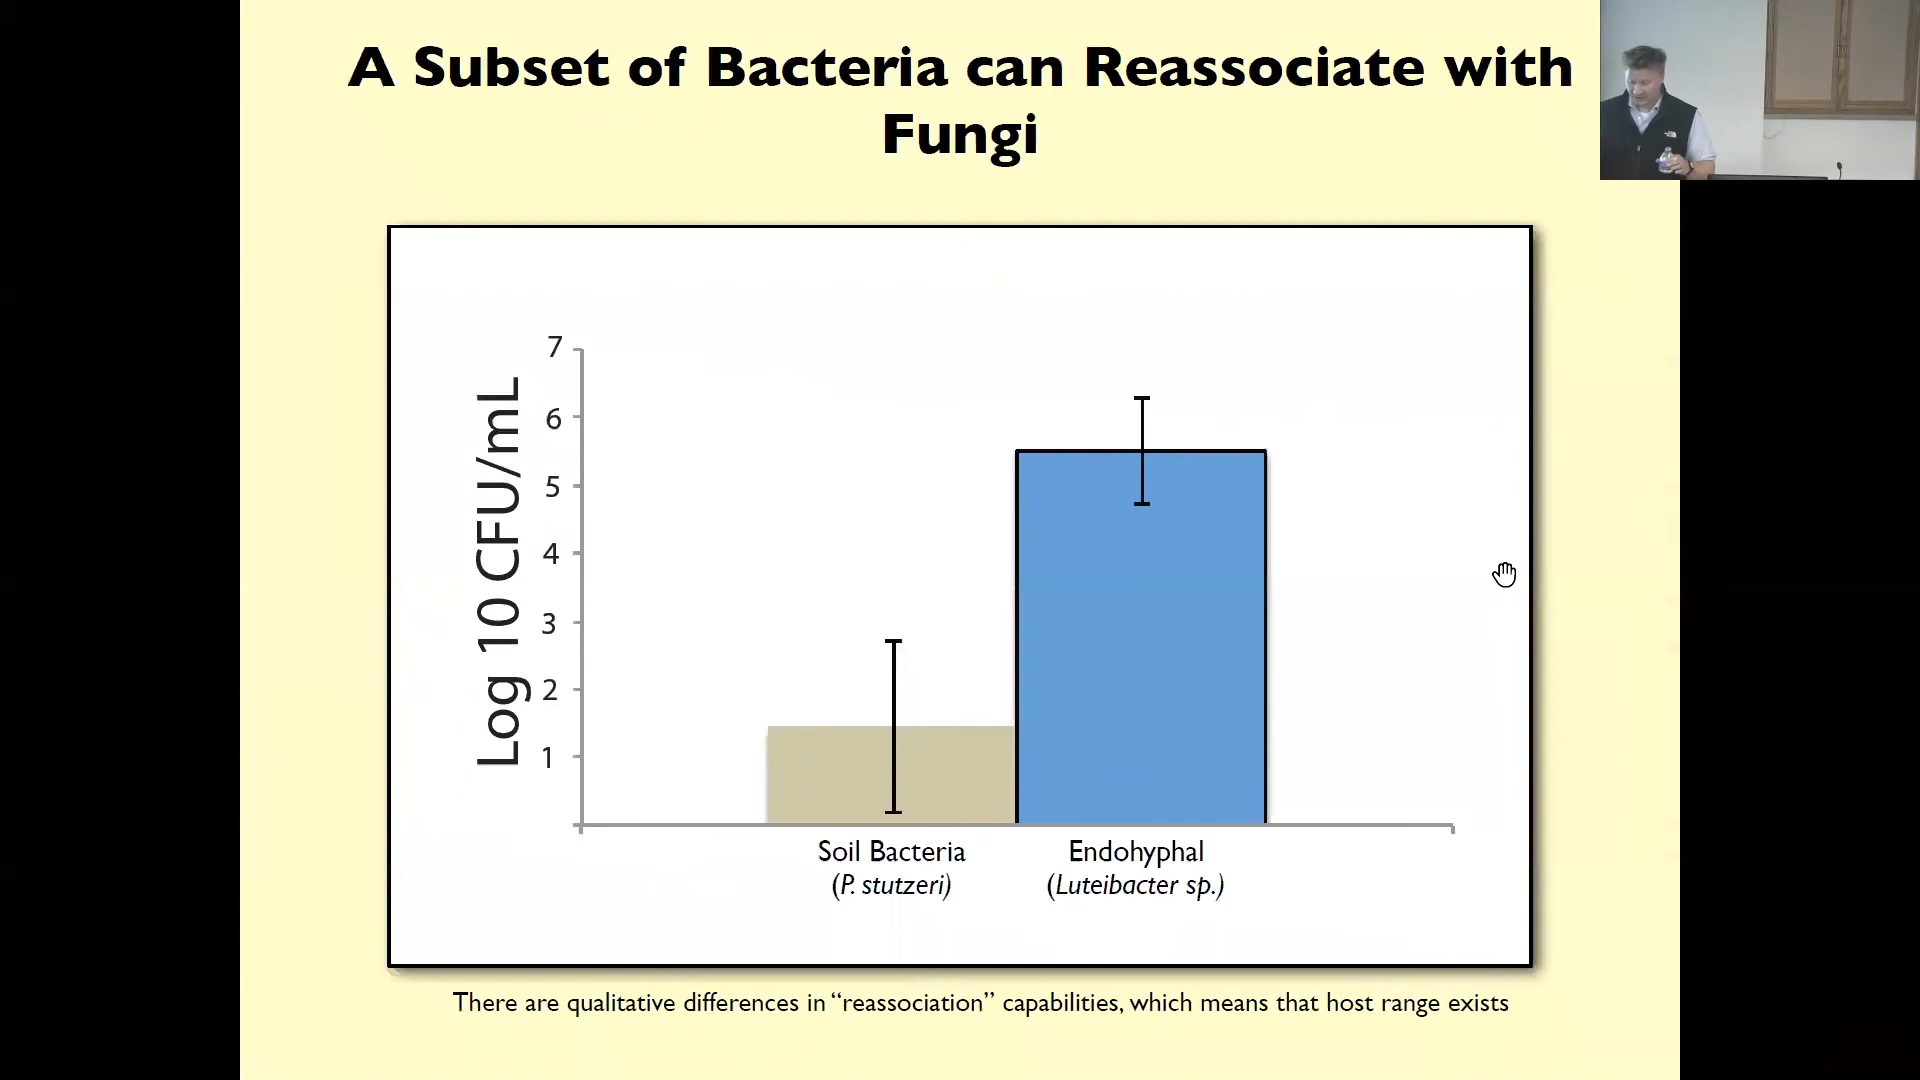 A Subset of Bacteria can Reassociate with
Fungi
Log 10 CFU/mL
7
6
5
4
3
2
1
Soil Bacteria
(P. stutzeri)
Endohyphal
(Luteibacter sp.)
There are qualitative differences in “reassociation” capabilities, which means that host range exists